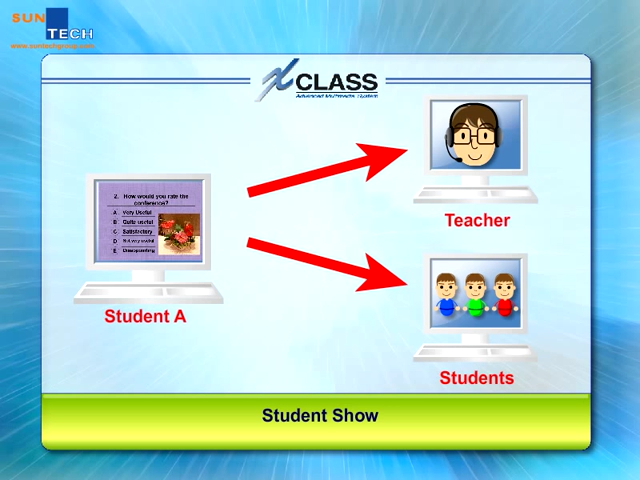 SUN
TECH
www.suntechgroup.com
XCLASS
Advanced Multimedia System
2. How would you rate the
conference?
A Very Useful
B Quite useful
C Satisfactory
D Not very useful
E Disappointing
Teacher
Student A
Students
Student Show